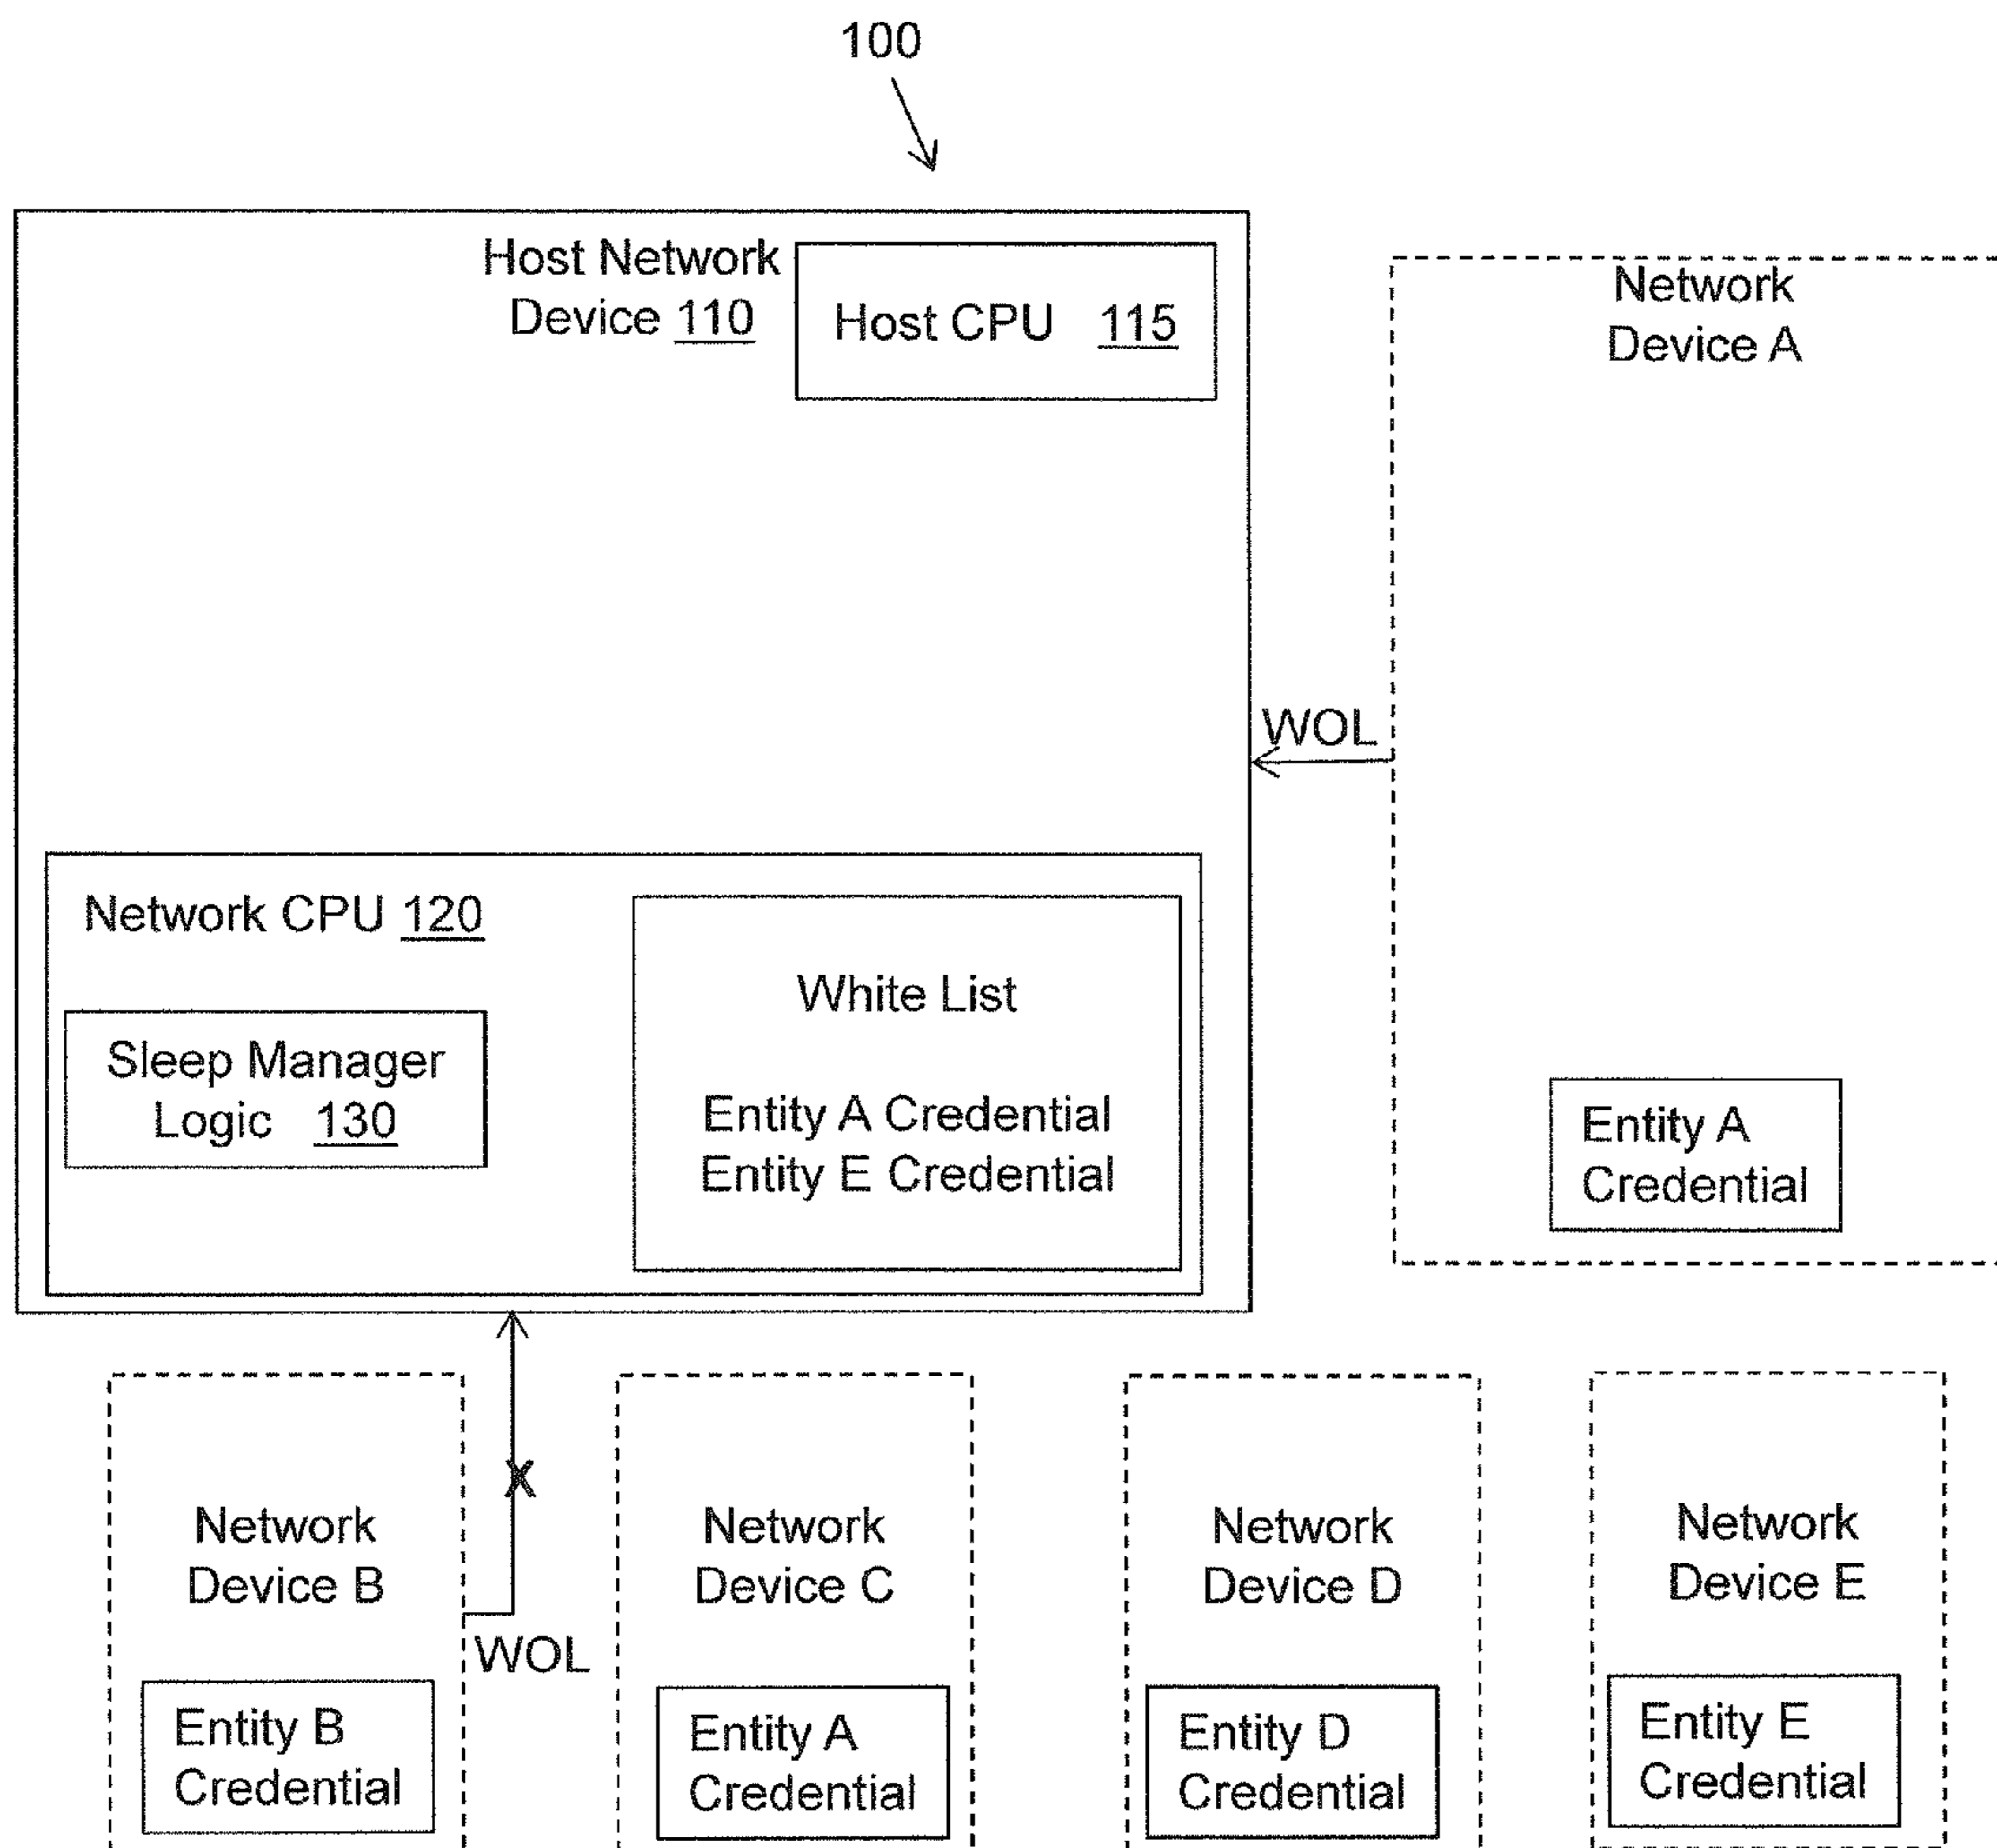 100
Host Network
Device 110
Host CPU 115
Network
Device A
WOL
Network CPU 120
Sleep Manager
Logic 130
White List
Entity A Credential
Entity E Credential
Entity A
Credential
X
WOL
Network
Device B
Entity B
Credential
Network
Device C
Entity A
Credential
Network
Device D
Entity D
Credential
Network
Device E
Entity E
Credential